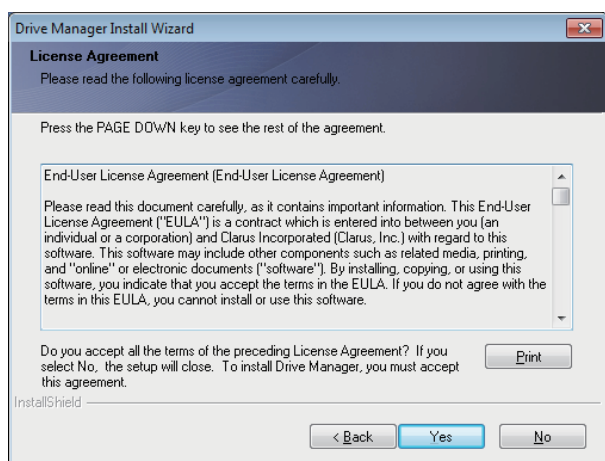 Drive Manager Install Wizard
License Agreement
Please read the following license agreement carefully.
Press the PAGE DOWN key to see the rest of the agreement.
End-User License Agreement (End-User License Agreement)
Please read this document carefully, as it contains important information. This End-User
License Agreement ("EULA") is a contract which is entered into between you (an
individual or a corporation) and Clarus Incorporated (Clarus, Inc.) with regard to this
software. This software may include other components such as related media, printing,
and "online" or electronic documents ("software"). By installing, copying, or using this
software, you indicate that you accept the terms in the EULA. If you do not agree with the
terms in this EULA, you cannot install or use this software.
Do you accept all the terms of the preceding License Agreement? If you
select No, the setup will close. To install Drive Manager, you must accept
this agreement.
Print
InstallShield
< Back
Yes
No